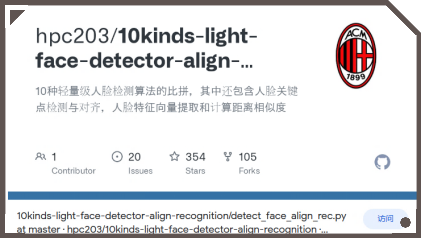 hpc203/10kinds-light-
face-detector-align-...
ACM
1899
10种轻量级人脸检测算法的比拼，其中还包含人脸关键
点检测与对齐，人脸特征向量提取和计算距离相似度
1 20 354 105
Contributor Issues Stars Forks
10kinds-light-face-detector-align-recognition/detect_face_align_rec.py
at master · hpc203/10kinds-light-face-detector-align-recognition · ...
访问